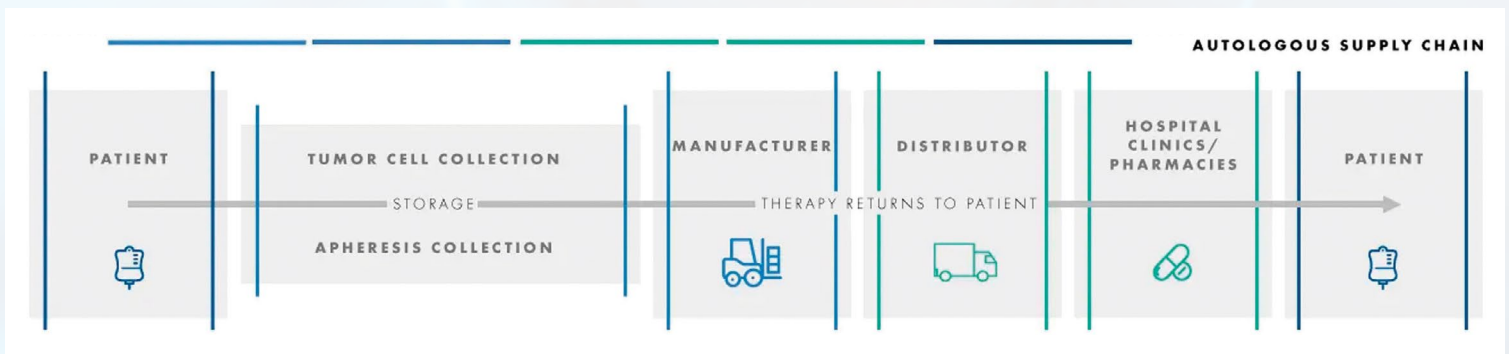 AUTOLOGOUS SUPPLY CHAIN
PATIENT
TUMOR CELL COLLECTION
STORAGE
APHERESIS COLLECTION
MANUFACTURER
DISTRIBUTOR
THERAPY RETURNS TO PATIENT
HOSPITAL
CLINICS/
PHARMACIES
PATIENT